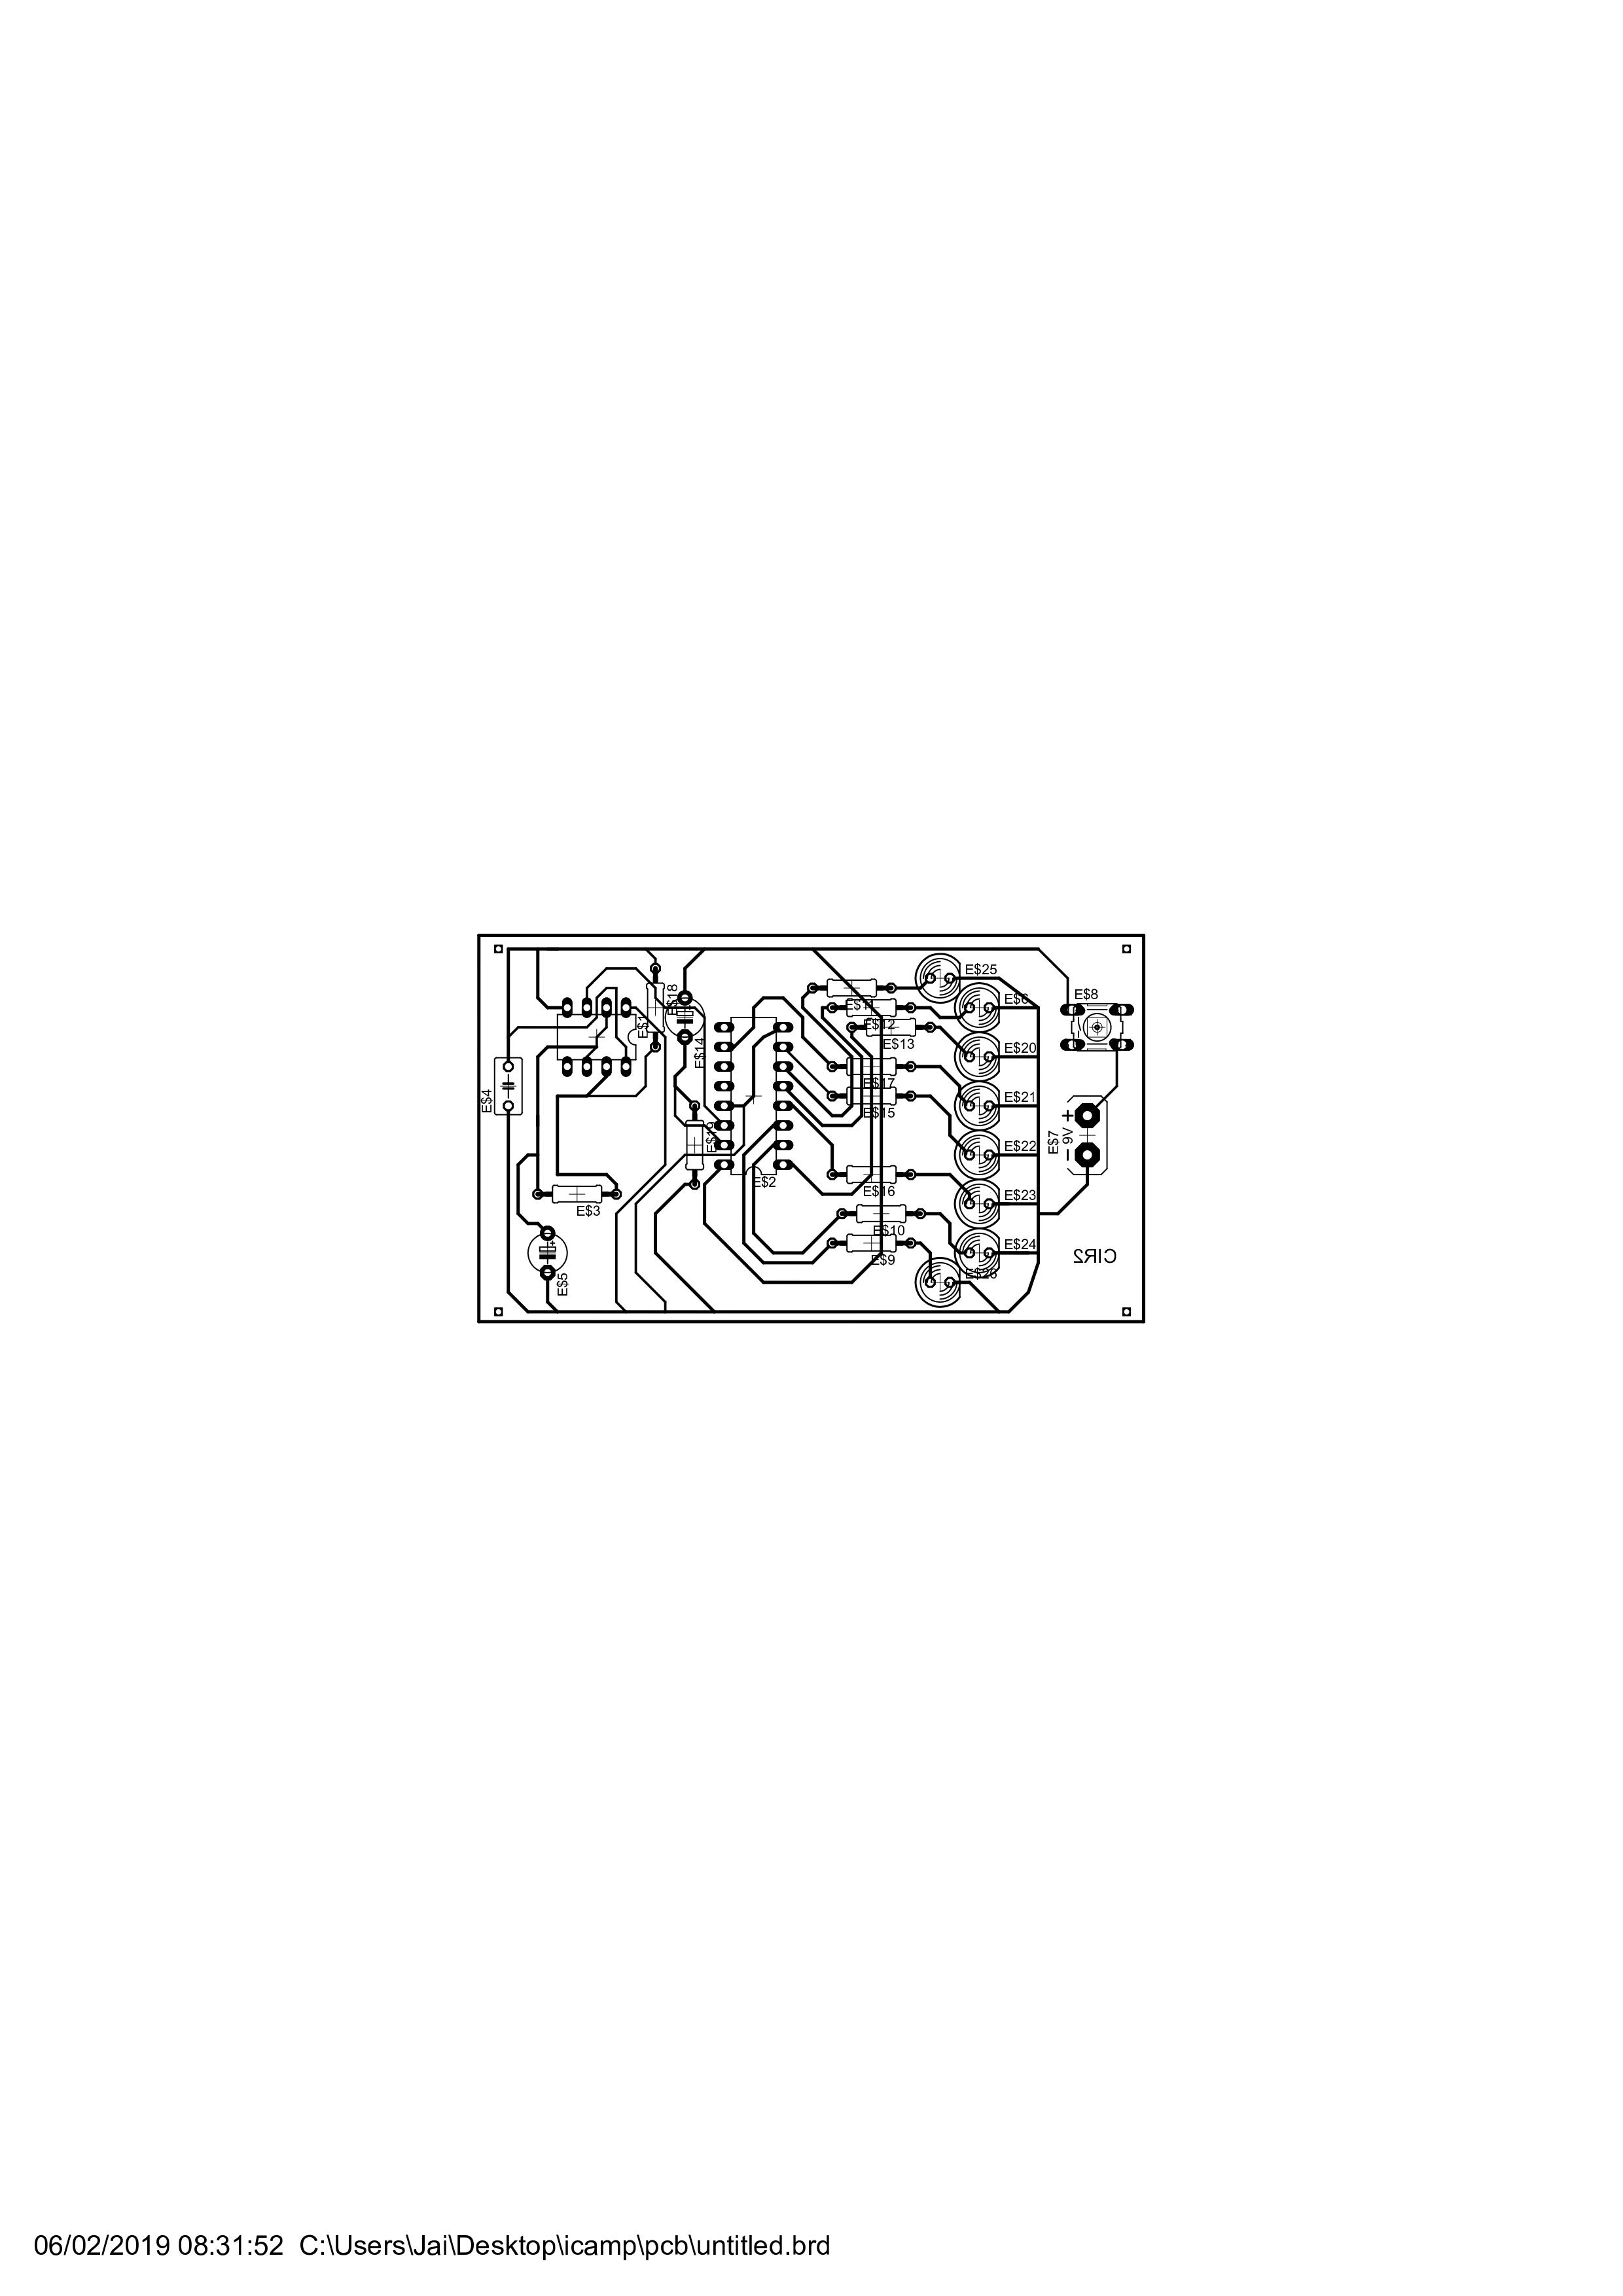 E$25
E$6
E$8
E$18
E$1
E$11
E$12
E$13
E$14
E$20
E$17
E$21
E$4
E$15
+
9V
−
E$7
E$19
E$22
E$2
E$16
E$23
E$3
E$10
E$24
CIR2
E$9
E$26
E$5
06/02/2019 08:31:52 C:\Users\Jai\Desktop\icamp\pcb\untitled.brd